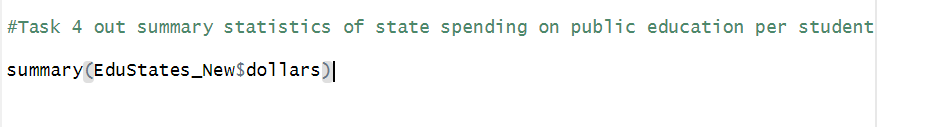 #Task 4 out summary statistics of state spending on public education per student
summary(EduStates_New$dollars)